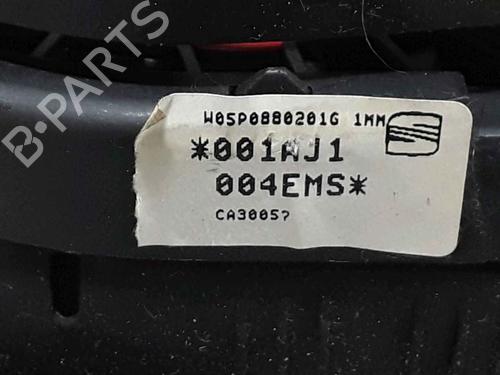 B-PARTS
W05P0880201G 1MM
*001AJ1
004EMS*
CA30057